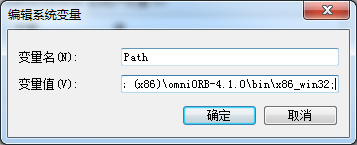 编辑系统变量
变量名(N):
Path
变量值(V):
; (x86)\omniORB-4.1.0\bin\x86_win32;
确定
取消